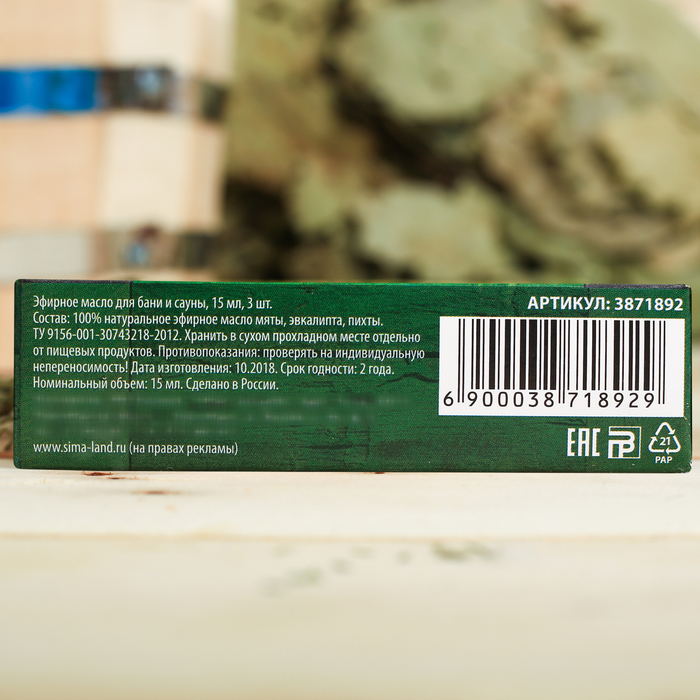 Эфирное масло для бани и сауны, 15 мл, 3 шт.
Состав: 100% натуральное эфирное масло мяты, эвкалипта, пихты.
ТУ 9156-001-30743218-2012. Хранить в сухом прохладном месте отдельно
от пищевых продуктов. Противопоказания: проверять на индивидуальную
непереносимость! Дата изготовления: 10.2018. Срок годности: 2 года.
Номинальный объем: 15 мл. Сделано в России.
www.sima-land.ru (на правах рекламы)
АРТИКУЛ: 3871892
6 900038 718929
EAC
21
PAP